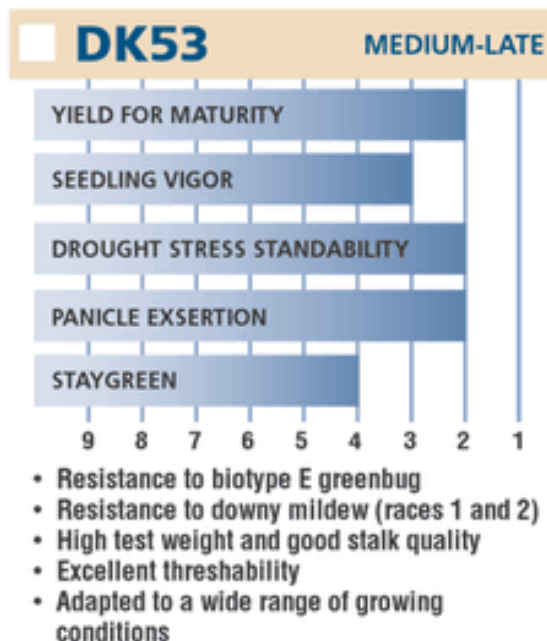 DK53 MEDIUM-LATE
YIELD FOR MATURITY
SEEDLING VIGOR
DROUGHT STRESS STANDABILITY
PANICLE EXSERTION
STAYGREEN
9 8 7 6 5 4 3 2 1
• Resistance to biotype E greenbug
• Resistance to downy mildew (races 1 and 2)
• High test weight and good stalk quality
• Excellent threshability
• Adapted to a wide range of growing
conditions